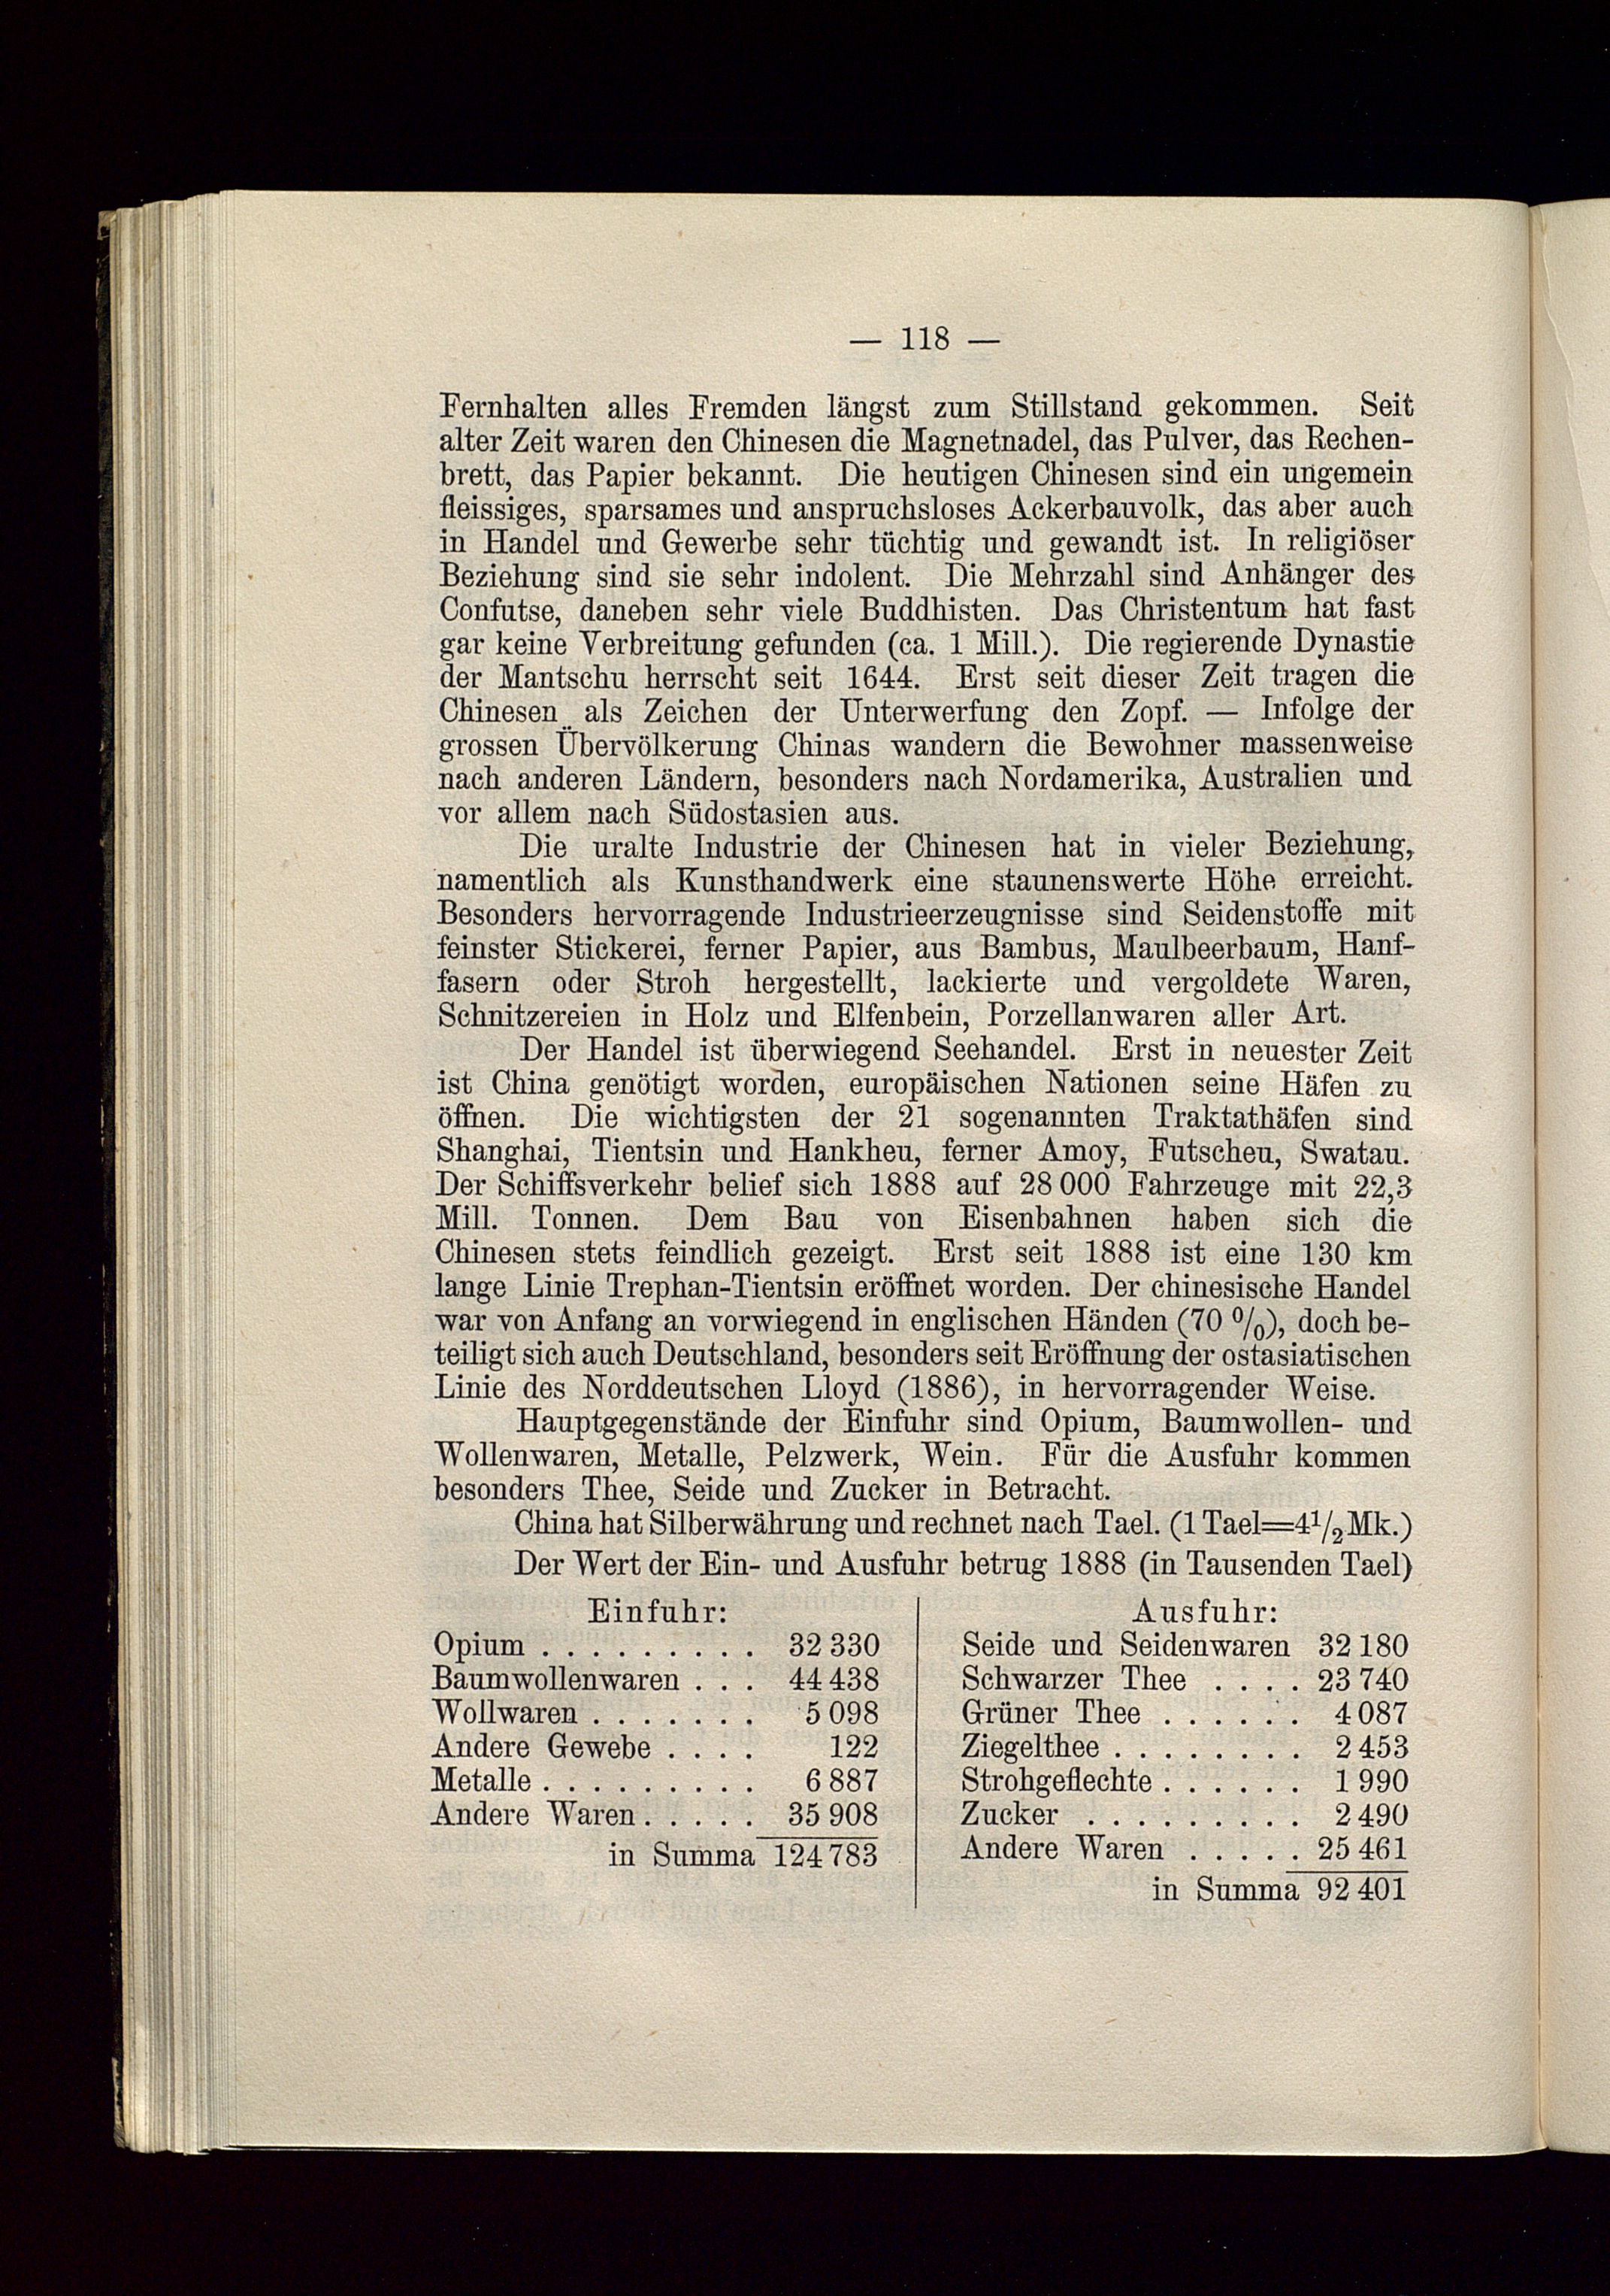 — 118 —
Fernhalten alles Fremden längst zum Stillstand gekommen. Seit
alter Zeit waren den Chinesen die Magnetnadel, das Pulver, das Rechen-
brett, das Papier bekannt. Die heutigen Chinesen sind ein ungemein
fleissiges, sparsames und anspruchsloses Ackerbauvolk, das aber auch
in Handel und Gewerbe sehr tüchtig und gewandt ist. In religiöser
Beziehung sind sie sehr indolent. Die Mehrzahl sind Anhänger des
Confutse, daneben sehr viele Buddhisten. Das Christentum hat fast
gar keine Verbreitung gefunden (ca. 1 Mill.). Die regierende Dynastie
der Mantschu herrscht seit 1644. Erst seit dieser Zeit tragen die
Chinesen als Zeichen der Unterwerfung den Zopf. — Infolge der
grossen Übervölkerung Chinas wandern die Bewohner massenweise
nach anderen Ländern, besonders nach Nordamerika, Australien und
vor allem nach Südostasien aus.
Die uralte Industrie der Chinesen hat in vieler Beziehung,
namentlich als Kunsthandwerk eine staunenswerte Höhe erreicht.
Besonders hervorragende Industrieerzeugnisse sind Seidenstoffe mit
feinster Stickerei, ferner Papier, aus Bambus, Maulbeerbaum, Hanf-
fasern oder Stroh hergestellt, lackierte und vergoldete Waren,
Schnitzereien in Holz und Elfenbein, Porzellanwaren aller Art.
Der Handel ist überwiegend Seehandel. Erst in neuester Zeit
ist China genötigt worden, europäischen Nationen seine Häfen zu
öffnen. Die wichtigsten der 21 sogenannten Traktathäfen sind
Shanghai, Tientsin und Hankheu, ferner Amoy, Futscheu, Swatau.
Der Schiffsverkehr belief sich 1888 auf 28 000 Fahrzeuge mit 22,3
Mill. Tonnen. Dem Bau von Eisenbahnen haben sich die
Chinesen stets feindlich gezeigt. Erst seit 1888 ist eine 130 km
lange Linie Trephan-Tientsin eröffnet worden. Der chinesische Handel
war von Anfang an vorwiegend in englischen Händen (70 %), doch be-
teiligt sich auch Deutschland, besonders seit Eröffnung der ostasiatischen
Linie des Norddeutschen Lloyd (1886), in hervorragender Weise.
Hauptgegenstände der Einfuhr sind Opium, Baumwollen- und
Wollenwaren, Metalle, Pelzwerk, Wein. Für die Ausfuhr kommen
besonders Thee, Seide und Zucker in Betracht.
China hat Silberwährung und rechnet nach Tael. (1 Tael=4½ Mk.)
Der Wert der Ein- und Ausfuhr betrug 1888 (in Tausenden Tael)
Einfuhr:
Opium . . . . . . . . . 32 330
Baumwollenwaren . . . 44 438
Wollwaren . . . . . . . 5 098
Andere Gewebe . . . . 122
Metalle . . . . . . . . . 6 887
Andere Waren . . . . . 35 908
in Summa 124 783
Ausfuhr:
Seide und Seidenwaren 32 180
Schwarzer Thee . . . . 23 740
Grüner Thee . . . . . . 4 087
Ziegelthee . . . . . . . . 2 453
Strohgeflechte . . . . . . 1 990
Zucker . . . . . . . . . 2 490
Andere Waren . . . . . 25 461
in Summa 92 401